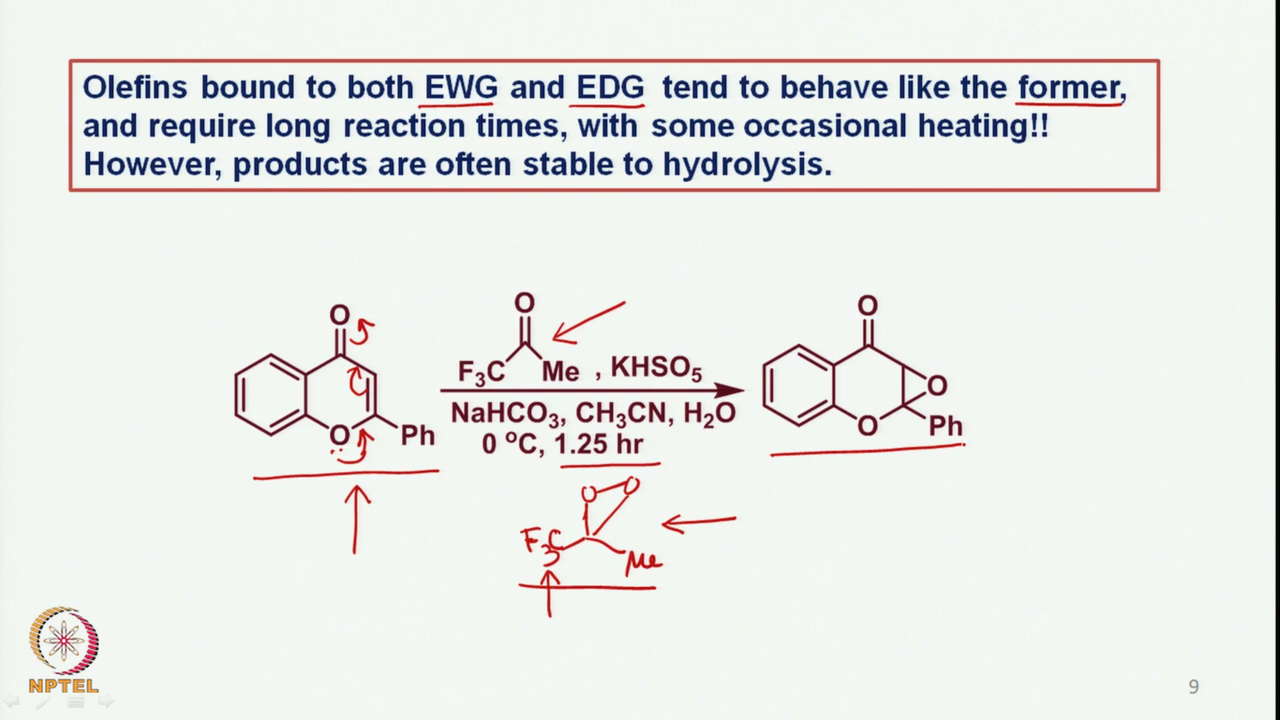 Olefins bound to both EWG and EDG tend to behave like the former,
and require long reaction times, with some occasional heating!!
However, products are often stable to hydrolysis.
O
O
Ph
O
F₃C
Me , KHSO₅
NaHCO₃, CH₃CN, H₂O
0 °C, 1.25 hr
O
O
O
Ph
O O
F₃C
Me
NPTEL
9